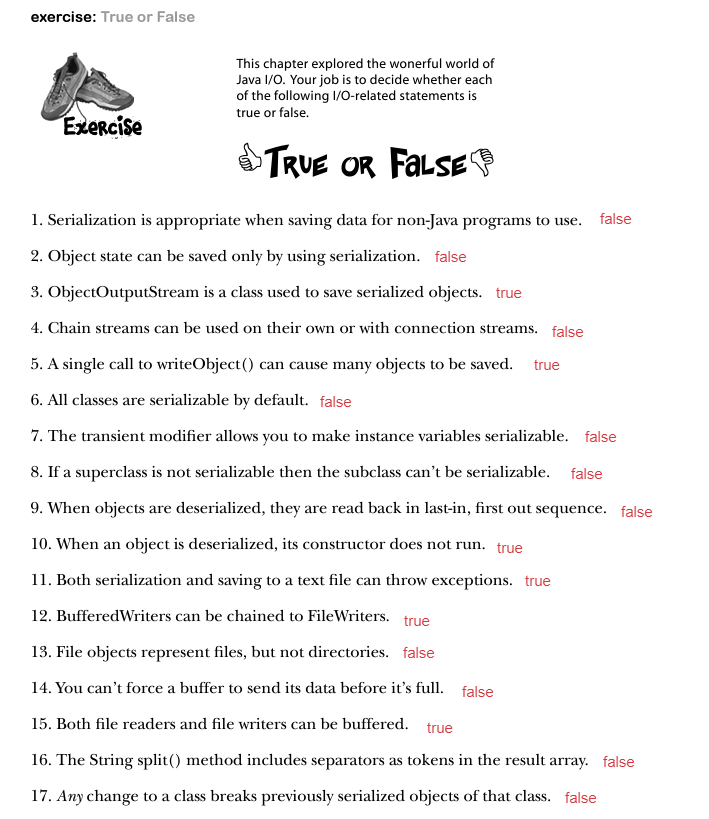 exercise: True or False
This chapter explored the wonerful world of
Java I/O. Your job is to decide whether each
of the following I/O-related statements is
true or false.
Exercise
True or False
1. Serialization is appropriate when saving data for non-Java programs to use. false
2. Object state can be saved only by using serialization. false
3. ObjectOutputStream is a class used to save serialized objects. true
4. Chain streams can be used on their own or with connection streams. false
5. A single call to writeObject() can cause many objects to be saved. true
6. All classes are serializable by default. false
7. The transient modifier allows you to make instance variables serializable. false
8. If a superclass is not serializable then the subclass can't be serializable. false
9. When objects are deserialized, they are read back in last-in, first out sequence. false
10. When an object is deserialized, its constructor does not run. true
11. Both serialization and saving to a text file can throw exceptions. true
12. BufferedWriters can be chained to FileWriters. true
13. File objects represent files, but not directories. false
14. You can't force a buffer to send its data before it's full. false
15. Both file readers and file writers can be buffered. true
16. The String split() method includes separators as tokens in the result array. false
17. Any change to a class breaks previously serialized objects of that class. false